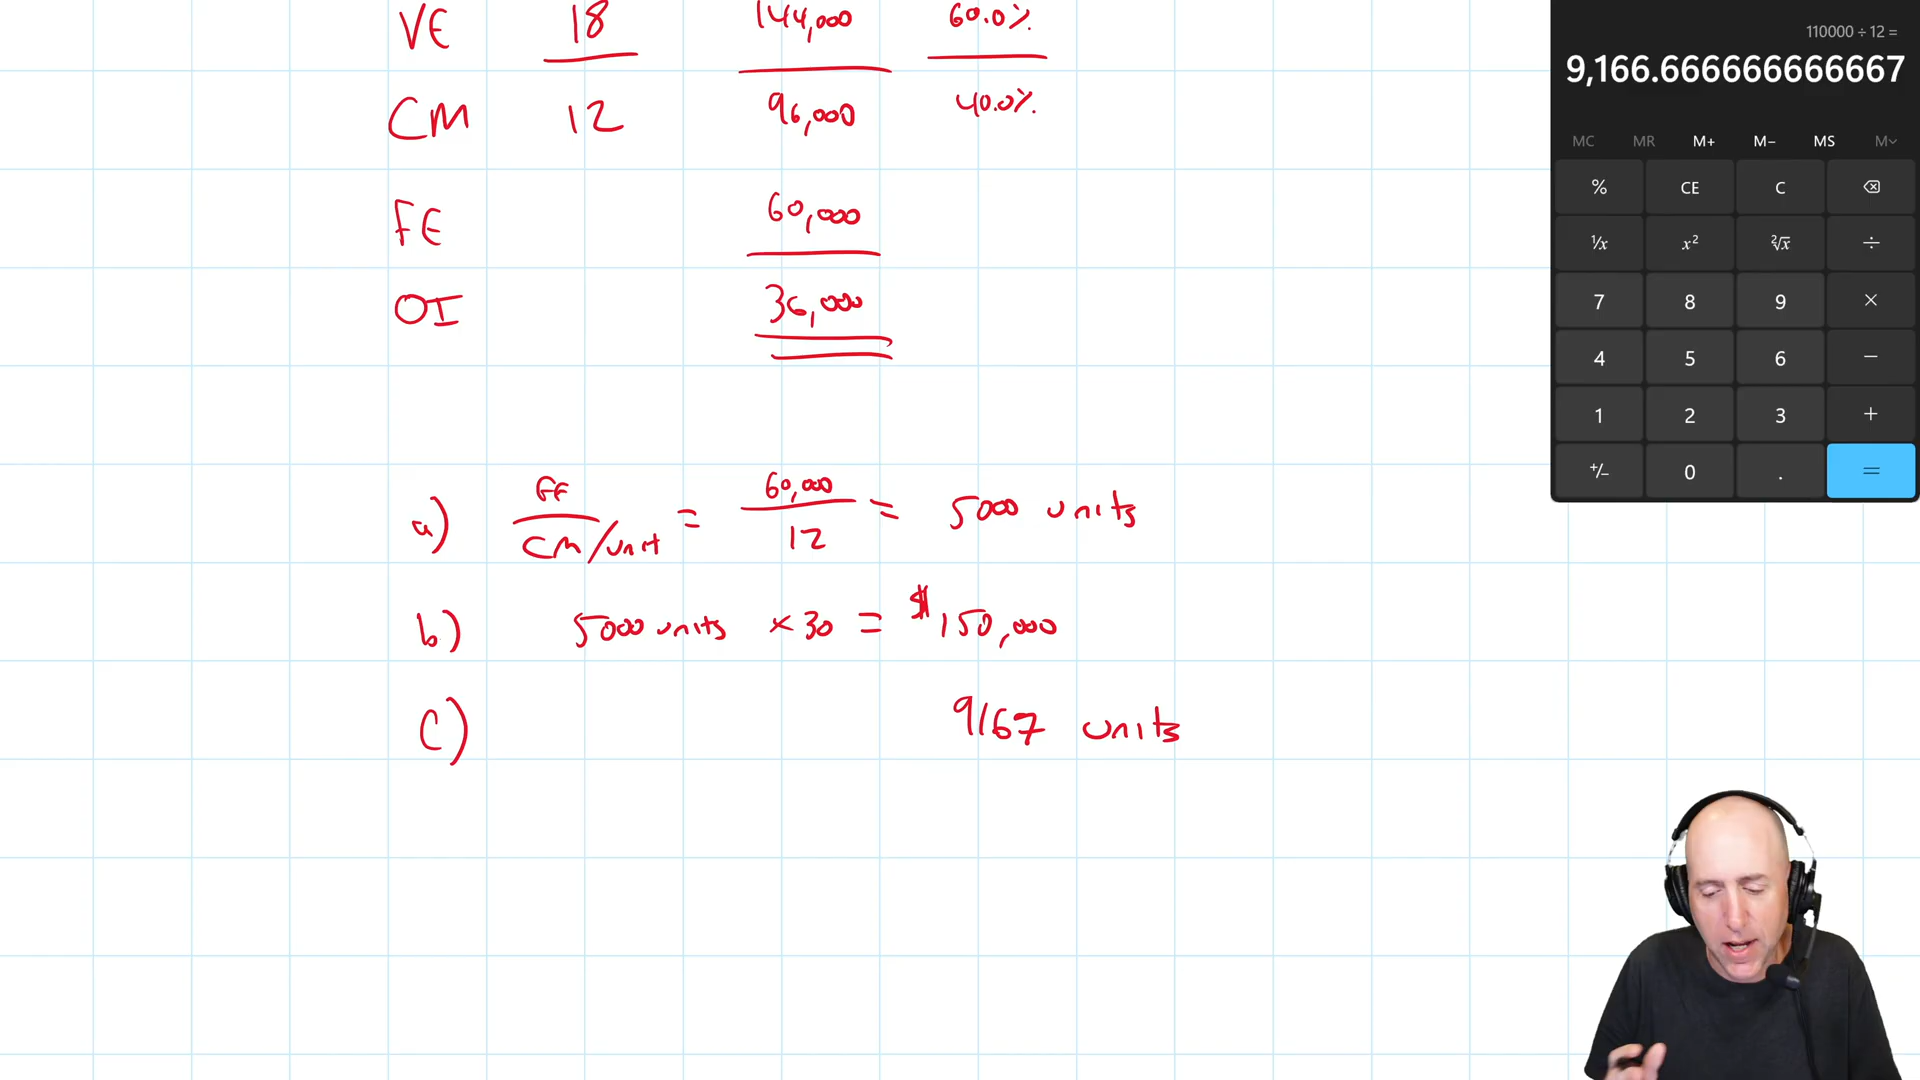 VE 18 144,000 60.0%
CM 12 96,000 40.0%
FE 60,000
OI 36,000
a) FE / CM/unit = 60,000 / 12 = 5000 units
b) 5000 units × 30 = $150,000
C) 9167 units
110000 ÷ 12 =
9,166.666666666667
MC MR M+ M− MS M˅
% CE C ⌫
¹/x x² ²√x ÷
7 8 9 ×
4 5 6 −
1 2 3 +
+/− 0 . =